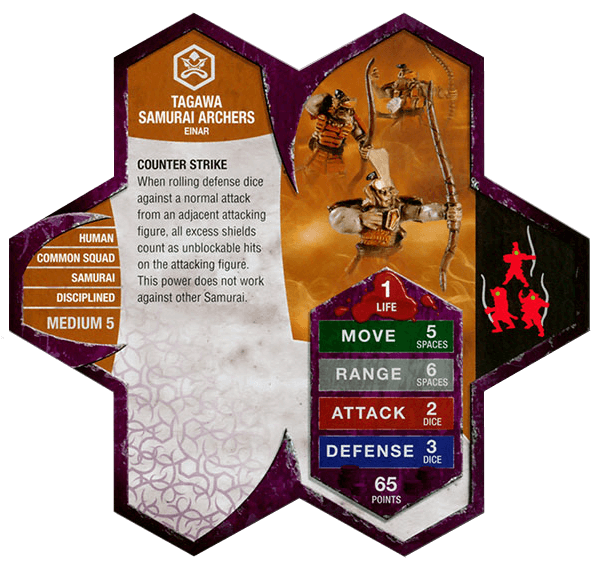 TAGAWA
SAMURAI ARCHERS
EINAR
COUNTER STRIKE
When rolling defense dice
against a normal attack
from an adjacent attacking
figure, all excess shields
count as unblockable hits
on the attacking figure.
This power does not work
against other Samurai.
HUMAN
COMMON SQUAD
SAMURAI
DISCIPLINED
MEDIUM 5
1
LIFE
MOVE 5
SPACES
RANGE 6
SPACES
ATTACK 2
DICE
DEFENSE 3
DICE
65
POINTS